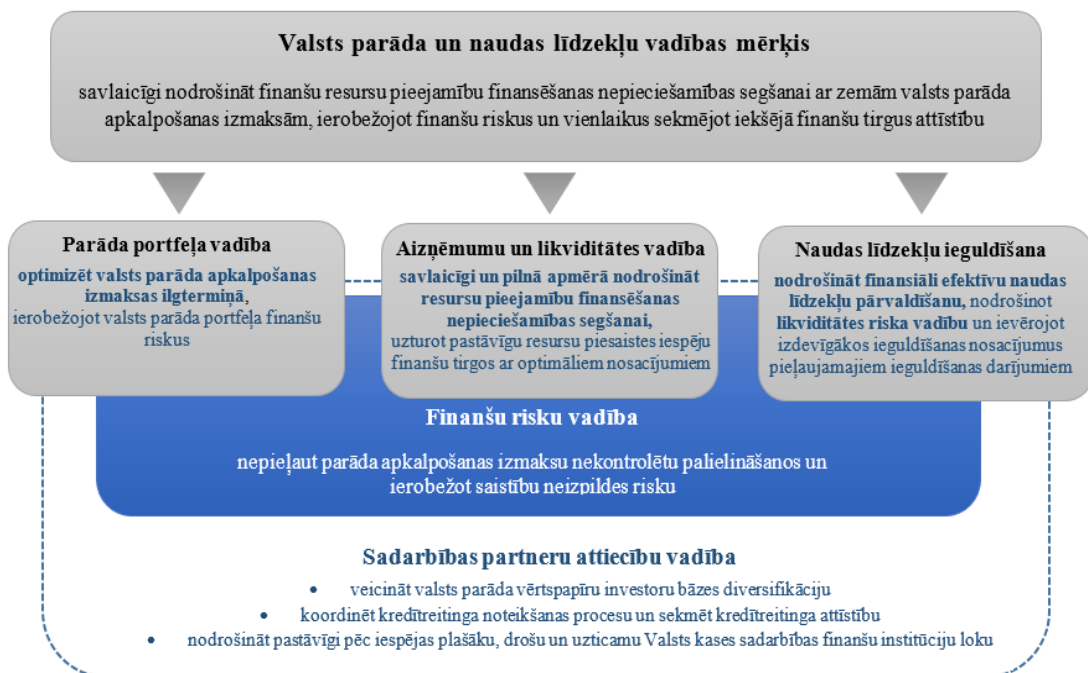 Valsts parāda un naudas līdzekļu vadības mērķis
savlaicīgi nodrošināt finanšu resursu pieejamību finansēšanas nepieciešamības segšanai ar zemām valsts parāda
apkalpošanas izmaksām, ierobežojot finanšu riskus un vienlaikus sekmējot iekšējā finanšu tirgus attīstību
Parāda portfeļa vadība
optimizēt valsts parāda apkalpošanas
izmaksas ilgtermiņā,
ierobežojot valsts parāda portfeļa finanšu
riskus
Aizņēmumu un likviditātes vadība
savlaicīgi un pilnā apmērā nodrošināt
resursu pieejamību finansēšanas
nepieciešamības segšanai,
uzturot pastāvīgu resursu piesaistes iespēju
finanšu tirgos ar optimāliem nosacījumiem
Naudas līdzekļu ieguldīšana
nodrošināt finansiāli efektīvu naudas
līdzekļu pārvaldīšanu, nodrošinot
likviditātes riska vadību un ievērojot
izdevīgākos ieguldīšanas nosacījumus
pieļaujamajiem ieguldīšanas darījumiem
Finanšu risku vadība
nepieļaut parāda apkalpošanas izmaksu nekontrolētu palielināšanos un
ierobežot saistību neizpildes risku
Sadarbības partneru attiecību vadība
• veicināt valsts parāda vērtspapīru investoru bāzes diversifikāciju
• koordinēt kredītreitinga noteikšanas procesu un sekmēt kredītreitinga attīstību
• nodrošināt pastāvīgi pēc iespējas plašāku, drošu un uzticamu Valsts kases sadarbības finanšu institūciju loku